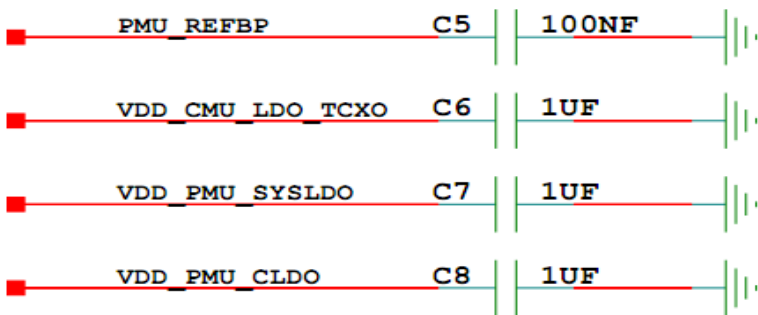 PMU_REFBP C5 100NF
VDD_CMU_LDO_TCXO C6 1UF
VDD_PMU_SYSLDO C7 1UF
VDD_PMU_CLDO C8 1UF